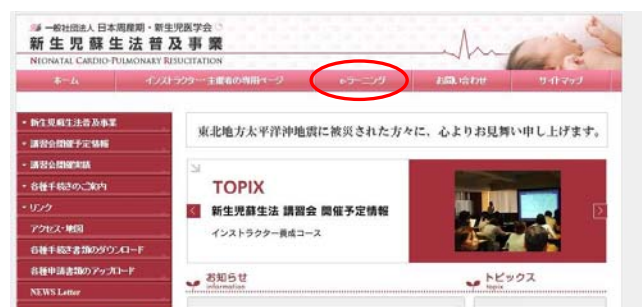 一般社団法人 日本周産期・新生児医学会
新生児蘇生法普及事業
NEONATAL CARDIO-PULMONARY RESUCITATION
ホーム
インストラクター・主催者の専用ページ
e-ラーニング
お問い合わせ
サイトマップ
新生児蘇生法普及事業
講習会開催予定情報
講習会開催実績
各種手続きのご案内
リンク
アクセス・地図
各種手続き書類のダウンロード
各種申請書類のアップロード
NEWS Letter
東北地方太平洋沖地震に被災された方々に、心よりお見舞い申し上げます。
TOPIX
新生児蘇生法 講習会 開催予定情報
インストラクター養成コース
お知らせ
information
トピックス
topix